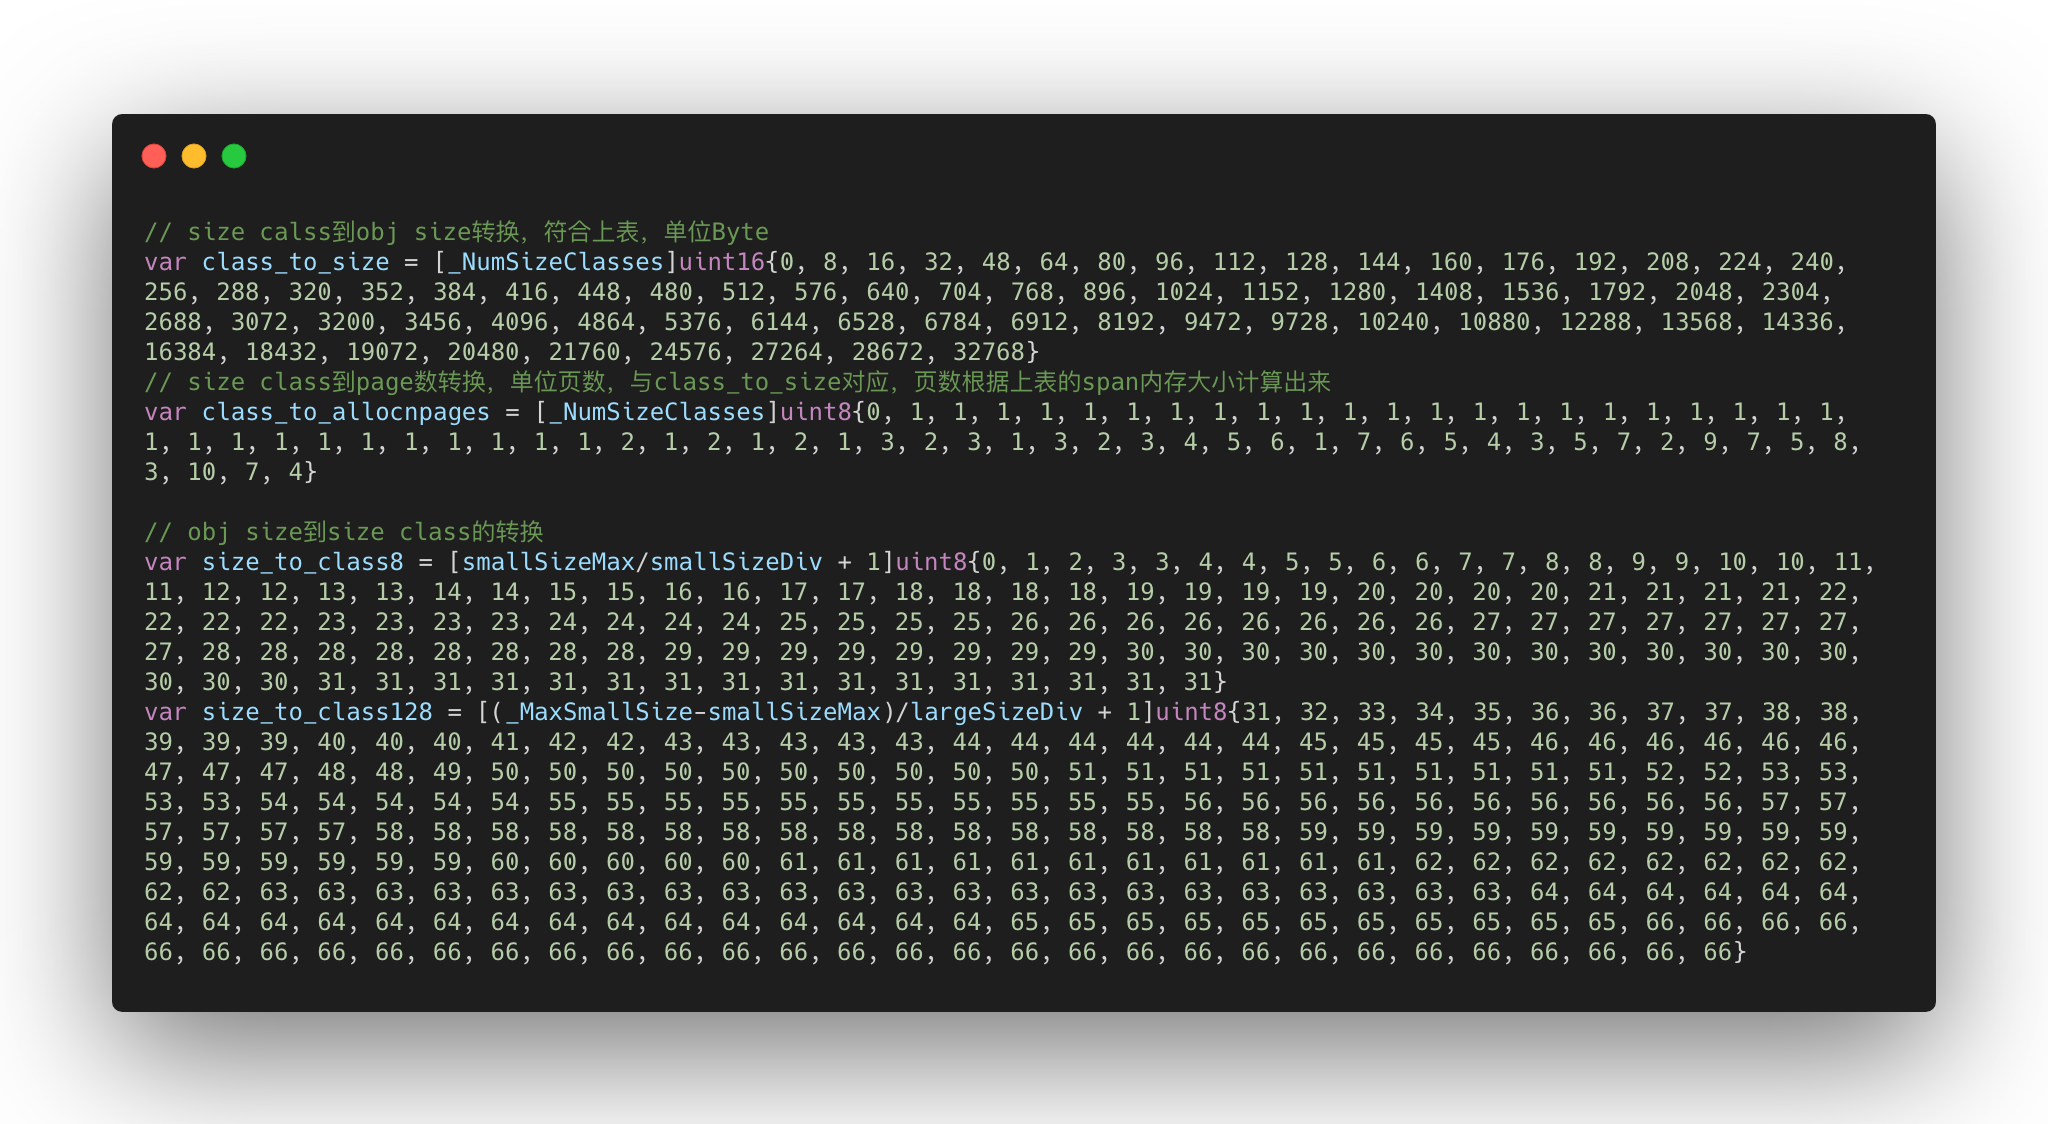 // size calss到obj size转换，符合上表，单位Byte
var class_to_size = [_NumSizeClasses]uint16{0, 8, 16, 32, 48, 64, 80, 96, 112, 128, 144, 160, 176, 192, 208, 224, 240,
256, 288, 320, 352, 384, 416, 448, 480, 512, 576, 640, 704, 768, 896, 1024, 1152, 1280, 1408, 1536, 1792, 2048, 2304,
2688, 3072, 3200, 3456, 4096, 4864, 5376, 6144, 6528, 6784, 6912, 8192, 9472, 9728, 10240, 10880, 12288, 13568, 14336,
16384, 18432, 19072, 20480, 21760, 24576, 27264, 28672, 32768}
// size class到page数转换，单位页数，与class_to_size对应，页数根据上表的span内存大小计算出来
var class_to_allocnpages = [_NumSizeClasses]uint8{0, 1, 1, 1, 1, 1, 1, 1, 1, 1, 1, 1, 1, 1, 1, 1, 1, 1, 1, 1, 1, 1, 1,
1, 1, 1, 1, 1, 1, 1, 1, 1, 1, 2, 1, 2, 1, 2, 1, 3, 2, 3, 1, 3, 2, 3, 4, 5, 6, 1, 7, 6, 5, 4, 3, 5, 7, 2, 9, 7, 5, 8,
3, 10, 7, 4}
// obj size到size class的转换
var size_to_class8 = [smallSizeMax/smallSizeDiv + 1]uint8{0, 1, 2, 3, 3, 4, 4, 5, 5, 6, 6, 7, 7, 8, 8, 9, 9, 10, 10, 11,
11, 12, 12, 13, 13, 14, 14, 15, 15, 16, 16, 17, 17, 18, 18, 18, 18, 19, 19, 19, 19, 20, 20, 20, 20, 21, 21, 21, 21, 22,
22, 22, 22, 23, 23, 23, 23, 24, 24, 24, 24, 25, 25, 25, 25, 26, 26, 26, 26, 26, 26, 26, 26, 27, 27, 27, 27, 27, 27, 27,
27, 28, 28, 28, 28, 28, 28, 28, 28, 29, 29, 29, 29, 29, 29, 29, 29, 30, 30, 30, 30, 30, 30, 30, 30, 30, 30, 30, 30, 30,
30, 30, 30, 31, 31, 31, 31, 31, 31, 31, 31, 31, 31, 31, 31, 31, 31, 31, 31}
var size_to_class128 = [(_MaxSmallSize-smallSizeMax)/largeSizeDiv + 1]uint8{31, 32, 33, 34, 35, 36, 36, 37, 37, 38, 38,
39, 39, 39, 40, 40, 40, 41, 42, 42, 43, 43, 43, 43, 43, 44, 44, 44, 44, 44, 44, 45, 45, 45, 45, 46, 46, 46, 46, 46, 46,
47, 47, 47, 48, 48, 49, 50, 50, 50, 50, 50, 50, 50, 50, 50, 50, 51, 51, 51, 51, 51, 51, 51, 51, 51, 51, 52, 52, 53, 53,
53, 53, 54, 54, 54, 54, 54, 55, 55, 55, 55, 55, 55, 55, 55, 55, 55, 55, 56, 56, 56, 56, 56, 56, 56, 56, 56, 56, 57, 57,
57, 57, 57, 57, 58, 58, 58, 58, 58, 58, 58, 58, 58, 58, 58, 58, 58, 58, 58, 58, 59, 59, 59, 59, 59, 59, 59, 59, 59, 59,
59, 59, 59, 59, 59, 59, 60, 60, 60, 60, 60, 61, 61, 61, 61, 61, 61, 61, 61, 61, 61, 61, 62, 62, 62, 62, 62, 62, 62, 62,
62, 62, 63, 63, 63, 63, 63, 63, 63, 63, 63, 63, 63, 63, 63, 63, 63, 63, 63, 63, 63, 63, 63, 63, 64, 64, 64, 64, 64, 64,
64, 64, 64, 64, 64, 64, 64, 64, 64, 64, 64, 64, 64, 64, 64, 65, 65, 65, 65, 65, 65, 65, 65, 65, 65, 65, 66, 66, 66, 66,
66, 66, 66, 66, 66, 66, 66, 66, 66, 66, 66, 66, 66, 66, 66, 66, 66, 66, 66, 66, 66, 66, 66, 66}